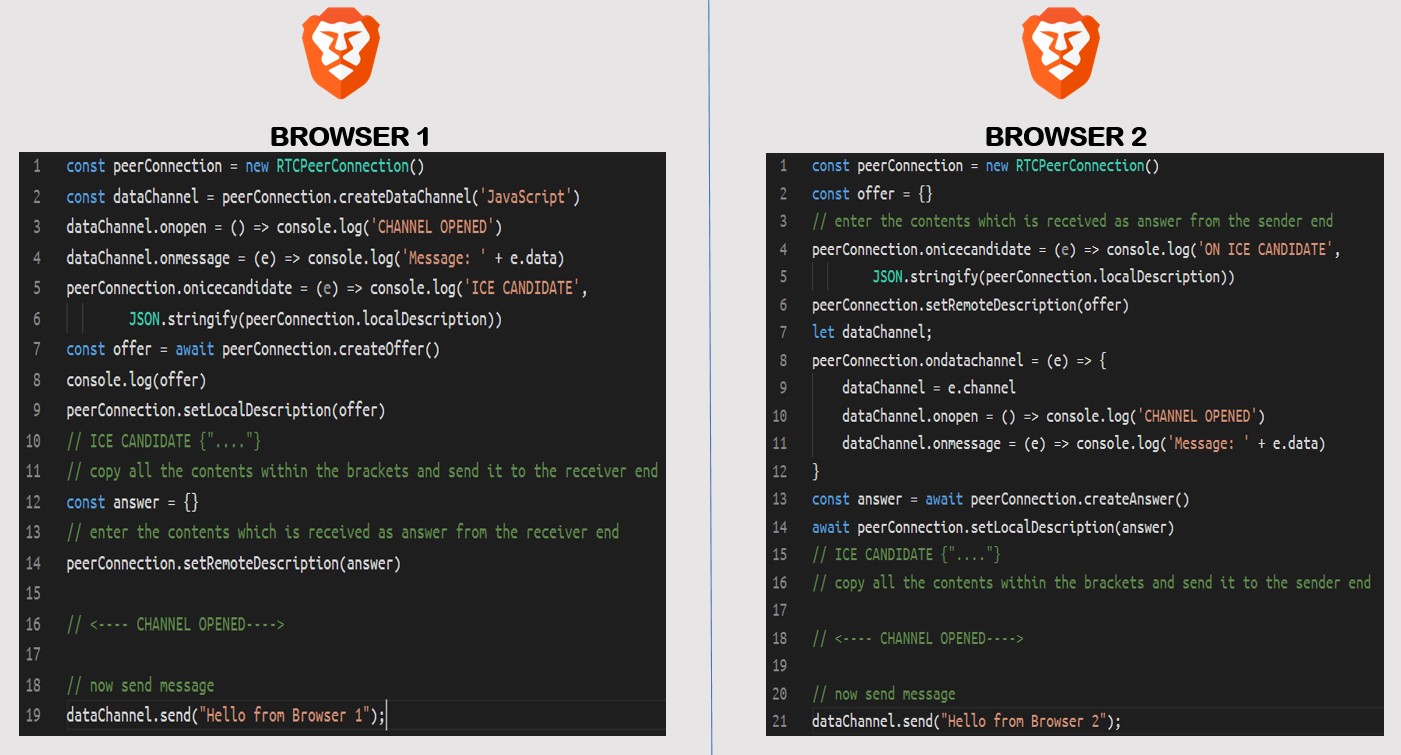 BROWSER 1
1 const peerConnection = new RTCPeerConnection()
2 const dataChannel = peerConnection.createDataChannel('JavaScript')
3 dataChannel.onopen = () => console.log('CHANNEL OPENED')
4 dataChannel.onmessage = (e) => console.log('Message: ' + e.data)
5 peerConnection.onicecandidate = (e) => console.log('ICE CANDIDATE',
6 JSON.stringify(peerConnection.localDescription))
7 const offer = await peerConnection.createOffer()
8 console.log(offer)
9 peerConnection.setLocalDescription(offer)
10 // ICE CANDIDATE {"...."}
11 // copy all the contents within the brackets and send it to the receiver end
12 const answer = {}
13 // enter the contents which is received as answer from the receiver end
14 peerConnection.setRemoteDescription(answer)
15
16 // <---- CHANNEL OPENED---->
17
18 // now send message
19 dataChannel.send("Hello from Browser 1");
BROWSER 2
1 const peerConnection = new RTCPeerConnection()
2 const offer = {}
3 // enter the contents which is received as answer from the sender end
4 peerConnection.onicecandidate = (e) => console.log('ON ICE CANDIDATE',
5 JSON.stringify(peerConnection.localDescription))
6 peerConnection.setRemoteDescription(offer)
7 let dataChannel;
8 peerConnection.ondatachannel = (e) => {
9 dataChannel = e.channel
10 dataChannel.onopen = () => console.log('CHANNEL OPENED')
11 dataChannel.onmessage = (e) => console.log('Message: ' + e.data)
12 }
13 const answer = await peerConnection.createAnswer()
14 await peerConnection.setLocalDescription(answer)
15 // ICE CANDIDATE {"...."}
16 // copy all the contents within the brackets and send it to the sender end
17
18 // <---- CHANNEL OPENED---->
19
20 // now send message
21 dataChannel.send("Hello from Browser 2");